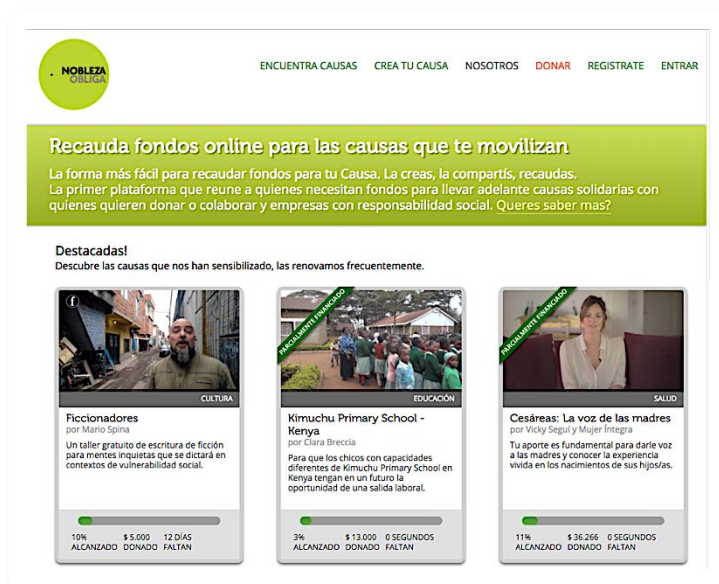 NOBLEZA
OBLIGA
ENCUENTRA CAUSAS CREA TU CAUSA NOSOTROS DONAR REGISTRATE ENTRAR
Recauda fondos online para las causas que te movilizan
La forma más fácil para recaudar fondos para tu Causa. La creas, la compartís, recaudas.
La primer plataforma que reune a quienes necesitan fondos para llevar adelante causas solidarias con
quienes quieren donar o colaborar y empresas con responsabilidad social. Queres saber mas?
Destacadas!
Descubre las causas que nos han sensibilizado, las renovamos frecuentemente.
f
CULTURA
Ficcionadores
por Mario Spina
Un taller gratuito de escritura de ficción
para mentes inquietas que se dictará en
contextos de vulnerabilidad social.
10% $ 5.000 12 DÍAS
ALCANZADO DONADO FALTAN
PARCIALMENTE FINANCIADO
EDUCACIÓN
Kimuchu Primary School -
Kenya
por Clara Breccia
Para que los chicos con capacidades
diferentes de Kimuchu Primary School en
Kenya tengan en un futuro la
oportunidad de una salida laboral.
3% $ 13.000 0 SEGUNDOS
ALCANZADO DONADO FALTAN
PARCIALMENTE FINANCIADO
SALUD
Cesáreas: La voz de las madres
por Vicky Seguí y Mujer Íntegra
Tu aporte es fundamental para darle voz
a las madres y conocer la experiencia
vivida en los nacimientos de sus hijos/as.
11% $ 36.266 0 SEGUNDOS
ALCANZADO DONADO FALTAN